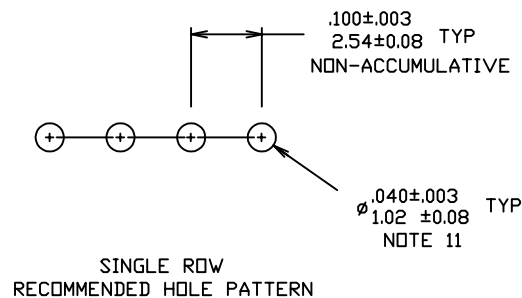 .100±.003
2.54±0.08 TYP
NON-ACCUMULATIVE
ø .040±.003
1.02 ±0.08 TYP
NOTE 11
SINGLE ROW
RECOMMENDED HOLE PATTERN